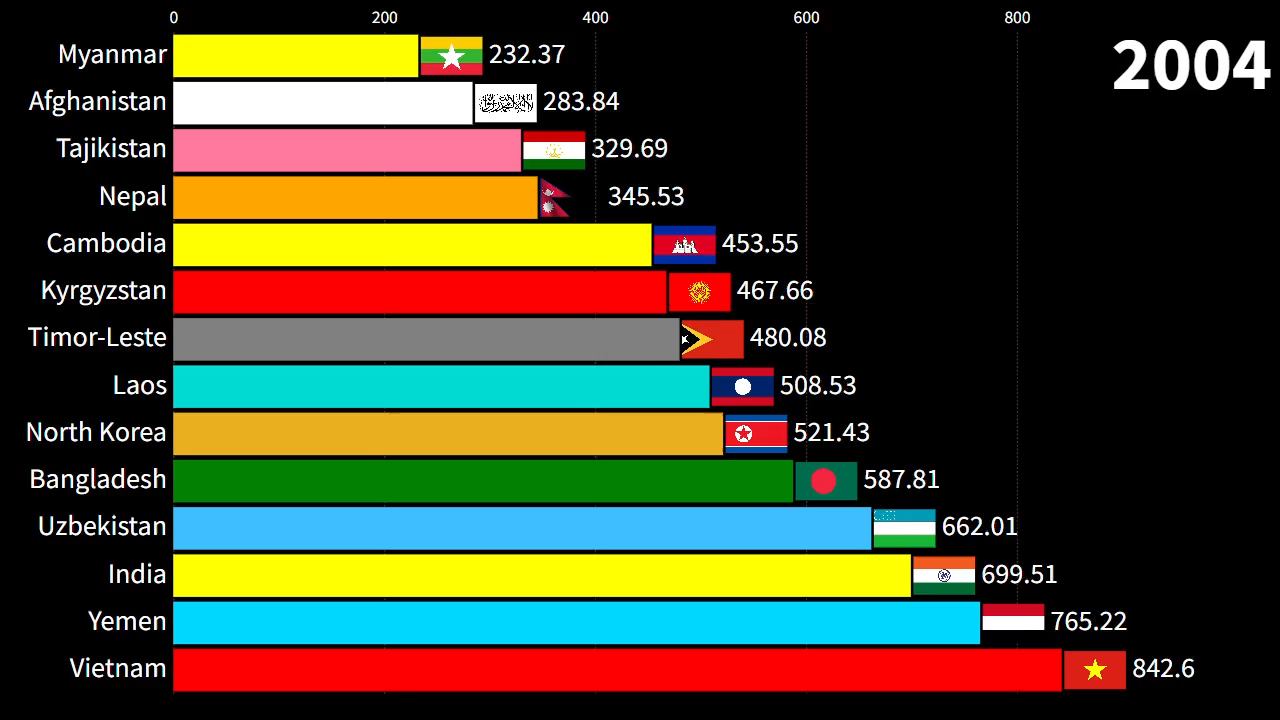 0 200 400 600 800
2004
Myanmar 232.37
Afghanistan 283.84
Tajikistan 329.69
Nepal 345.53
Cambodia 453.55
Kyrgyzstan 467.66
Timor-Leste 480.08
Laos 508.53
North Korea 521.43
Bangladesh 587.81
Uzbekistan 662.01
India 699.51
Yemen 765.22
Vietnam 842.6